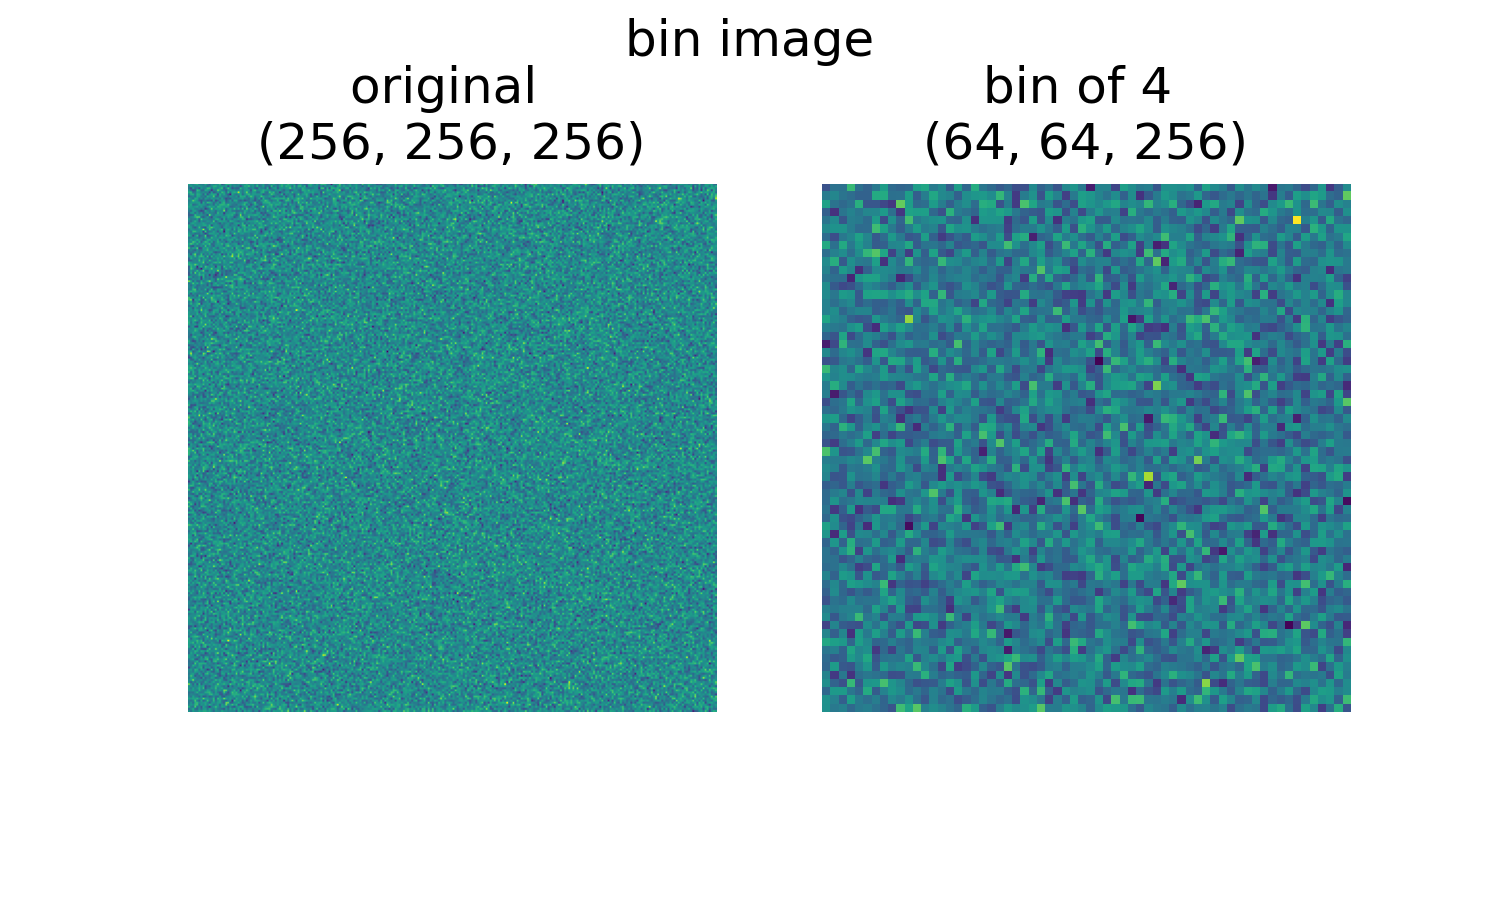 bin image
original
(256, 256, 256)
bin of 4
(64, 64, 256)